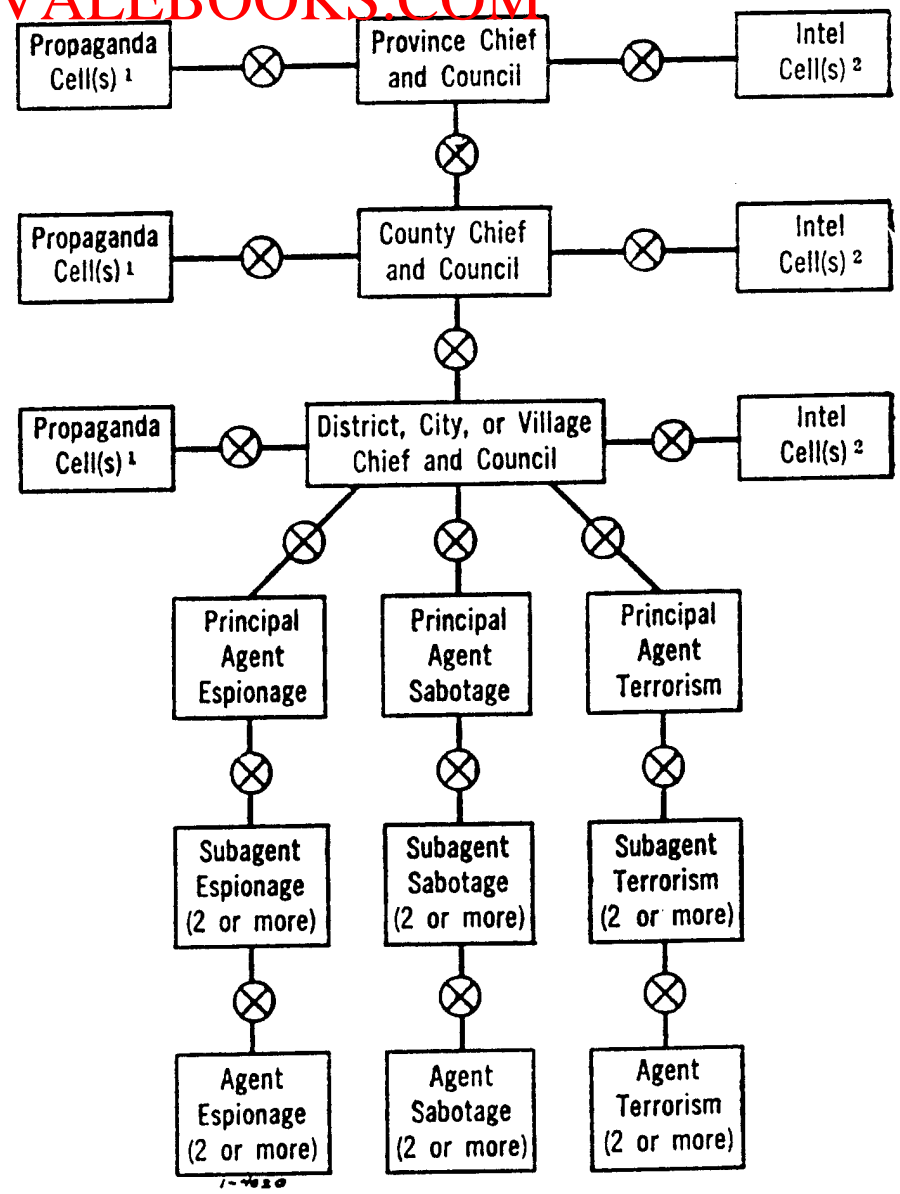 VALEBOOKS.COM
Propaganda
Cell(s) 1
Province Chief
and Council
Intel
Cell(s) 2
Propaganda
Cell(s) 1
County Chief
and Council
Intel
Cell(s) 2
Propaganda
Cell(s) 1
District, City, or Village
Chief and Council
Intel
Cell(s) 2
Principal
Agent
Espionage
Principal
Agent
Sabotage
Principal
Agent
Terrorism
Subagent
Espionage
(2 or more)
Subagent
Sabotage
(2 or more)
Subagent
Terrorism
(2 or more)
Agent
Espionage
(2 or more)
Agent
Sabotage
(2 or more)
Agent
Terrorism
(2 or more)